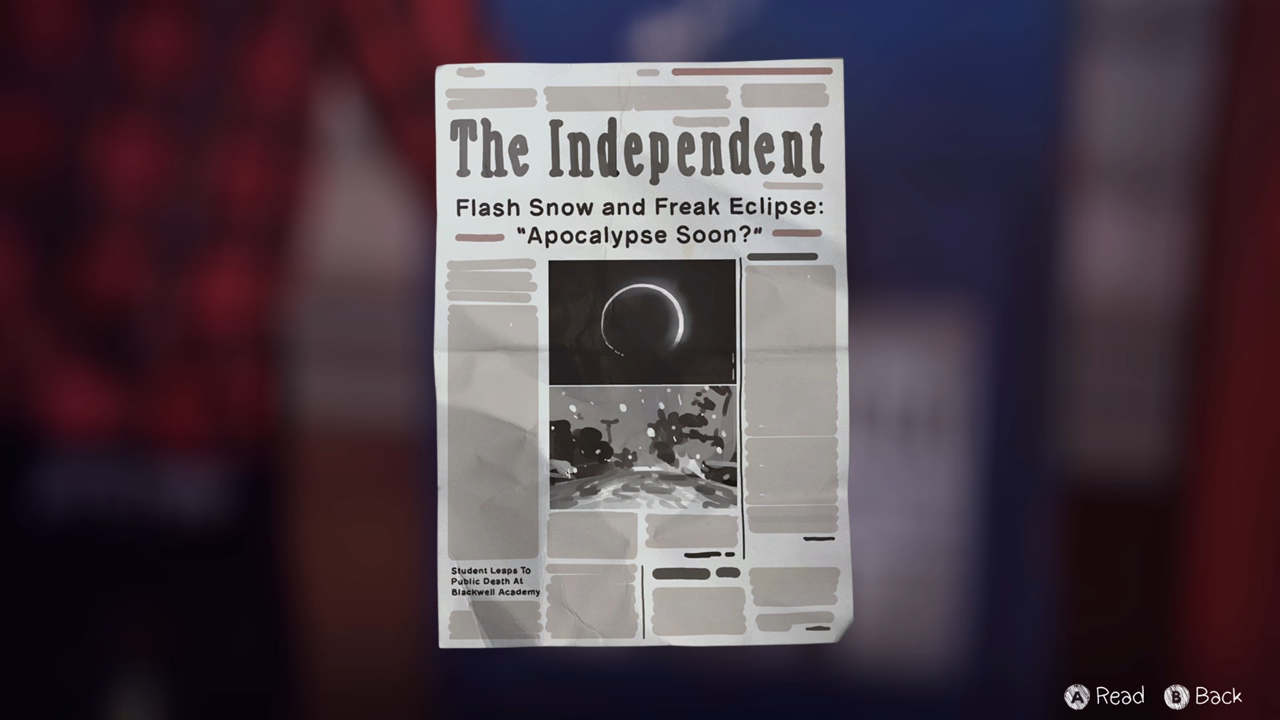 The Independent
Flash Snow and Freak Eclipse:
"Apocalypse Soon?"
Student Leaps To
Public Death At
Blackwell Academy
A Read B Back